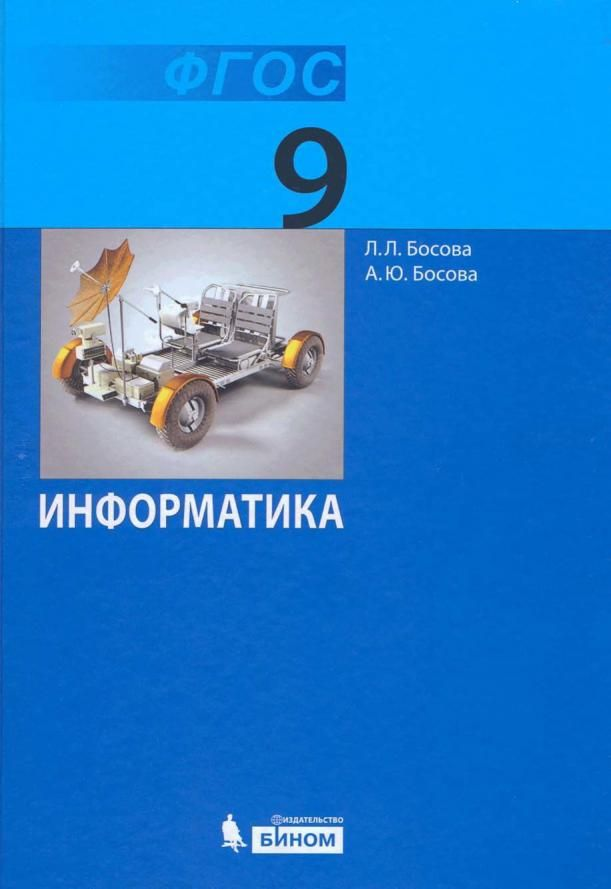 ФГОС
9
Л.Л. Босова
А.Ю. Босова
ИНФОРМАТИКА
ИЗДАТЕЛЬСТВО
БИНОМ